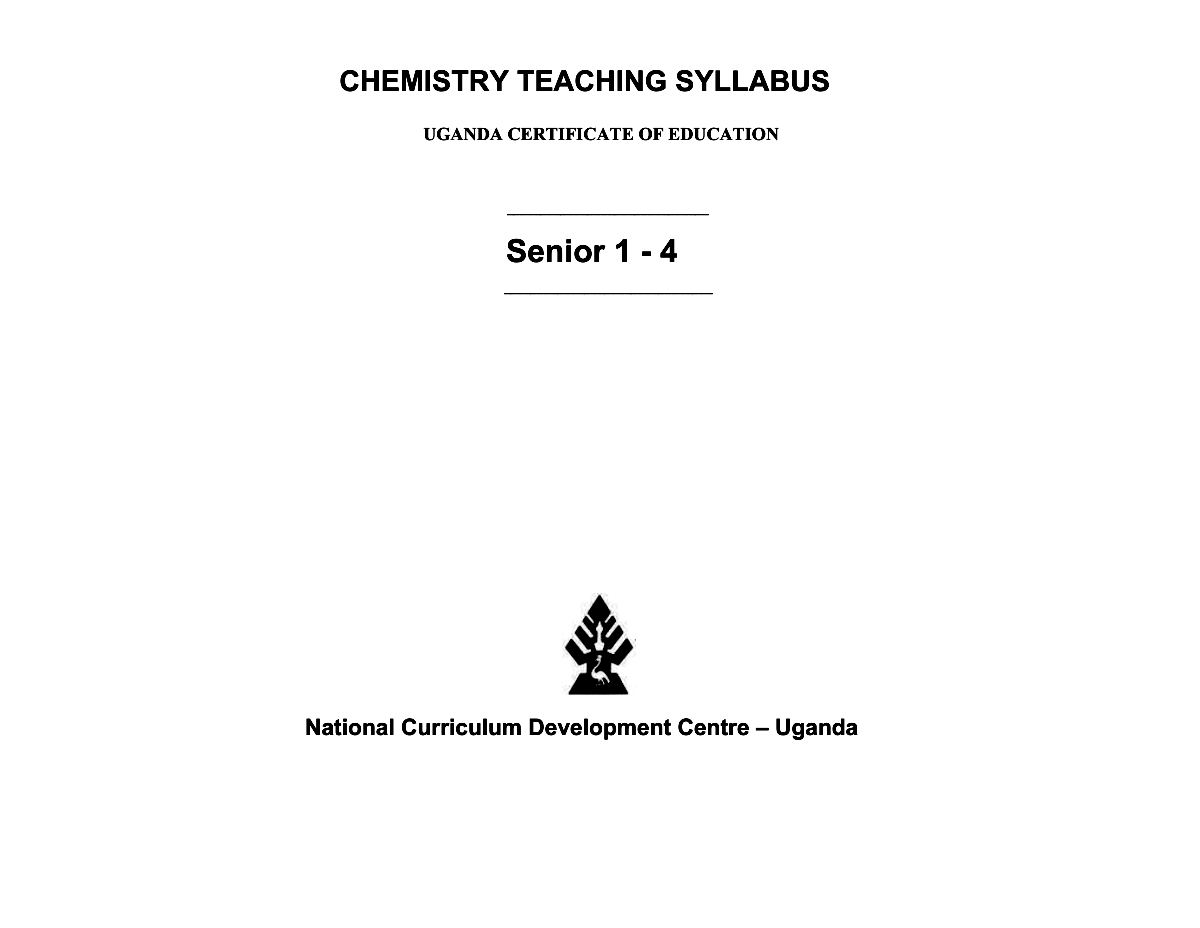 CHEMISTRY TEACHING SYLLABUS
UGANDA CERTIFICATE OF EDUCATION
Senior 1 - 4
National Curriculum Development Centre – Uganda